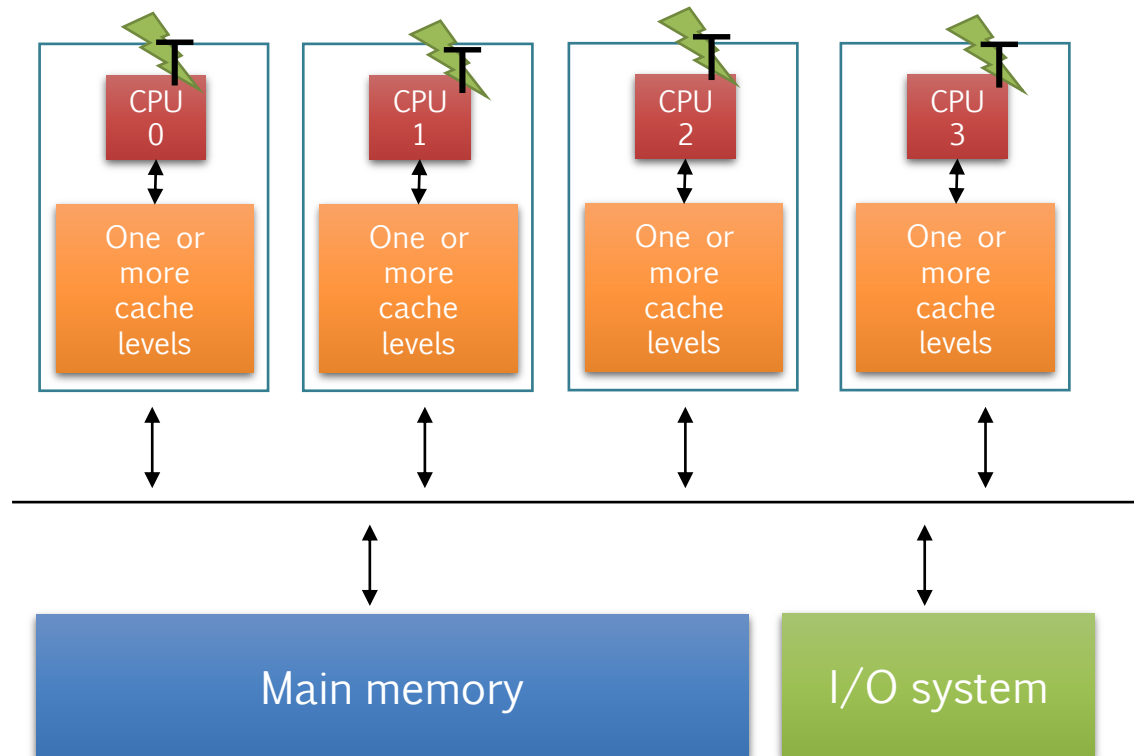 T
T
T
T
CPU
0
CPU
1
CPU
2
CPU
3
One or
more
cache
levels
One or
more
cache
levels
One or
more
cache
levels
One or
more
cache
levels
Main memory
I/O system